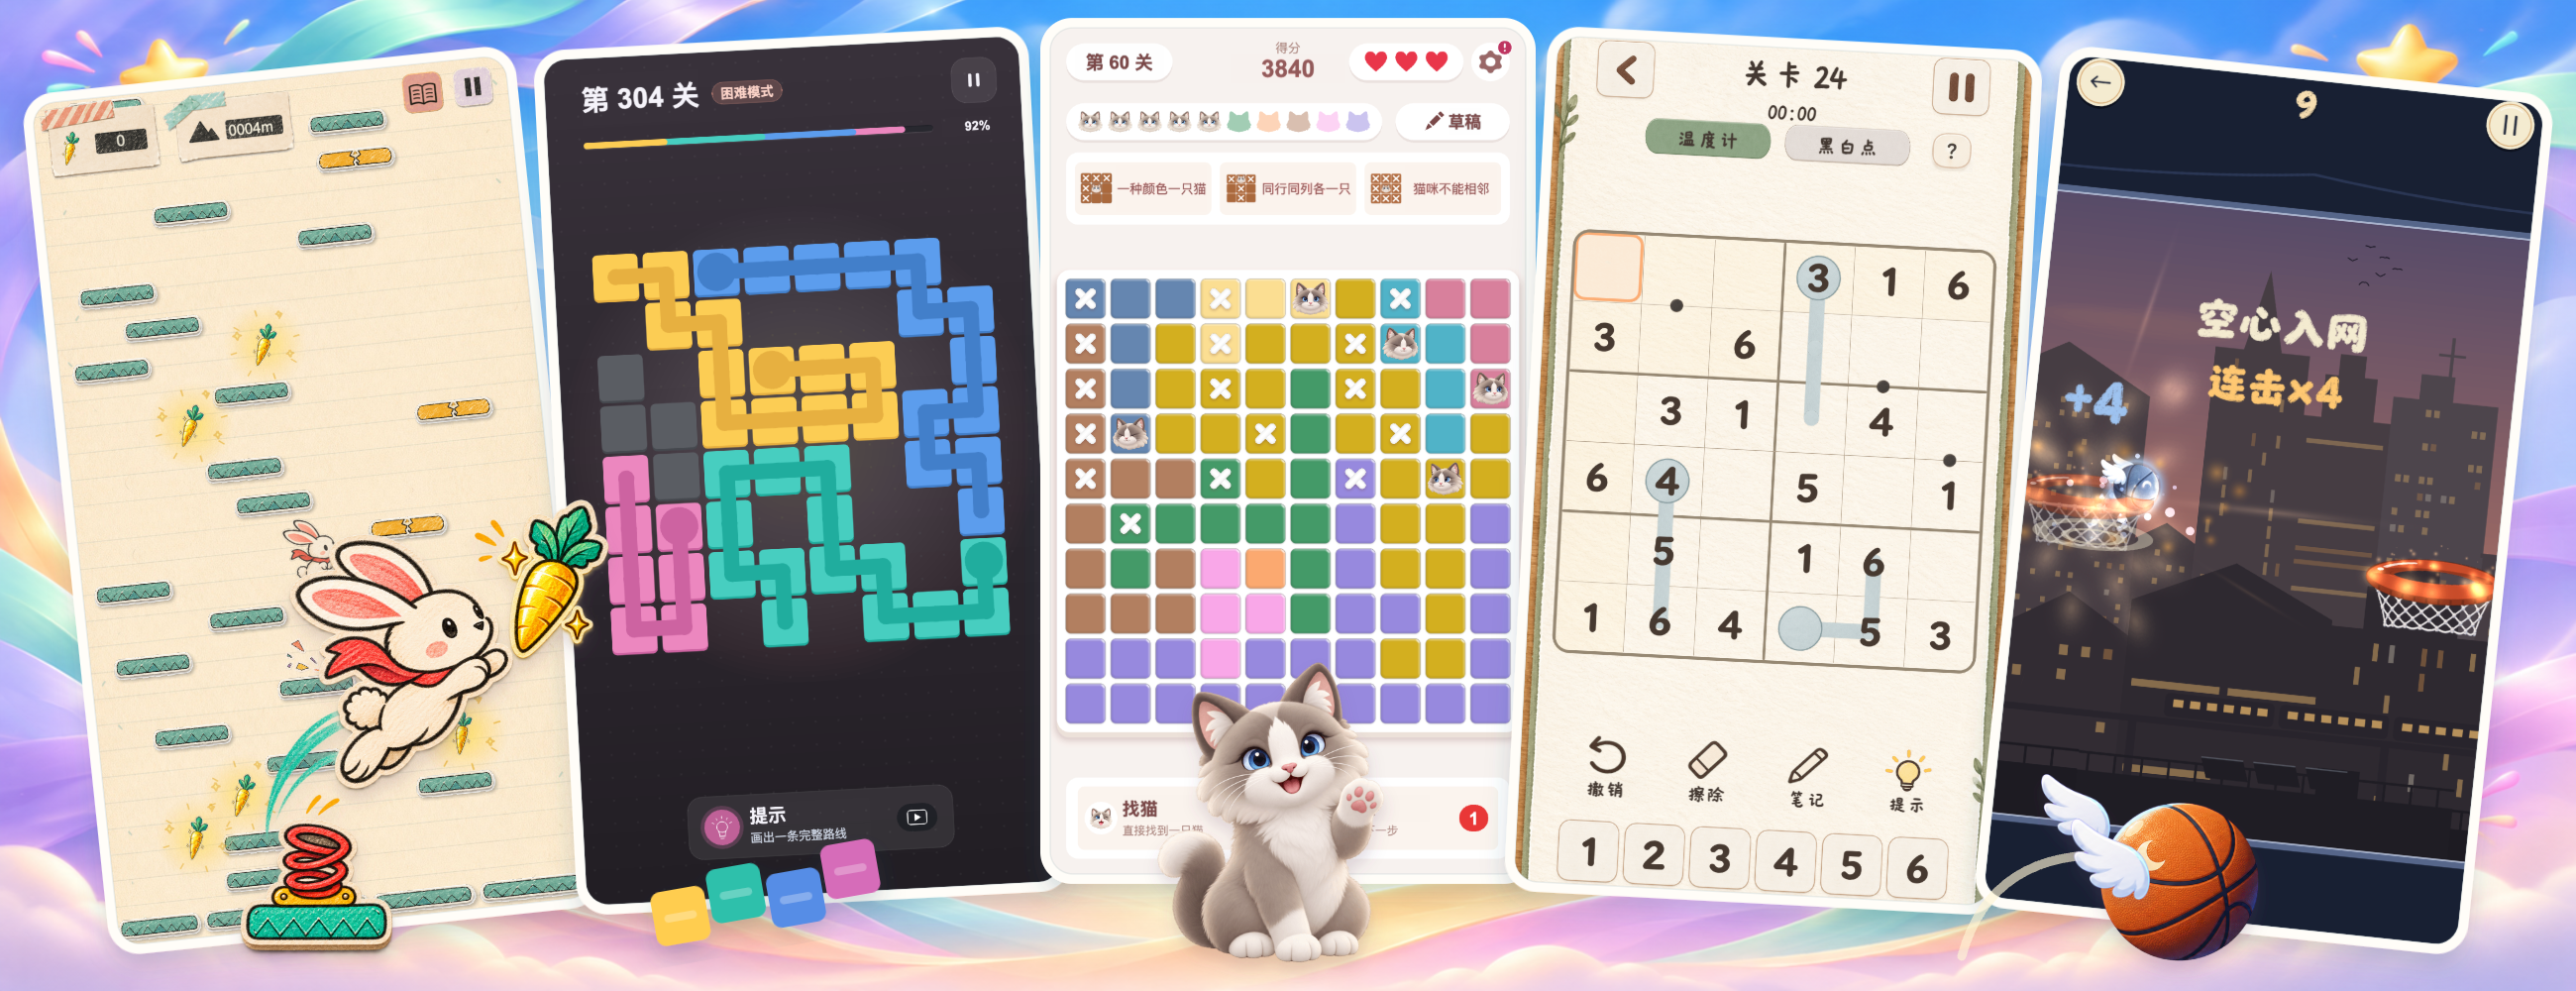 0
0004m
第 304 关
困难模式
92%
提示
画出一条完整路线
第 60 关
得分
3840
草稿
一种颜色一只猫
同行同列各一只
猫咪不能相邻
找猫
直接找到一只猫
一步
1
关卡 24
00:00
温度计
黑白点
?
3 1 6
3 6
3 1 4
6 4 5 1
5 1 6
1 6 4 5 3
撤销
擦除
笔记
提示
1 2 3 4 5 6
9
空心入网
连击×4
+4